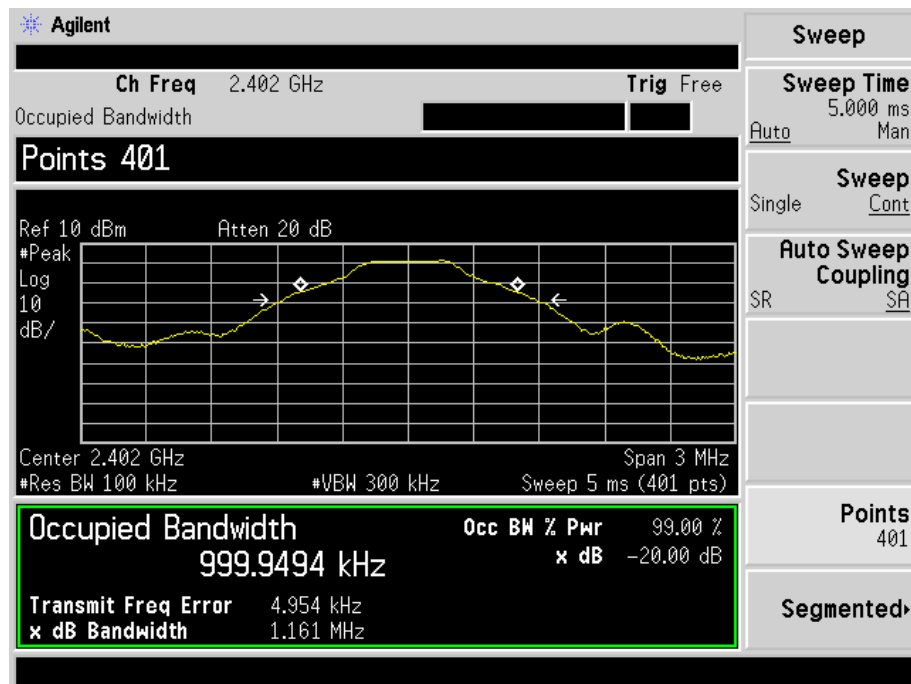 Agilent
Sweep
Ch Freq 2.402 GHz Trig Free
Occupied Bandwidth
Sweep Time
5.000 ms
Auto Man
Points 401
Sweep
Single Cont
Ref 10 dBm Atten 20 dB
#Peak
Log
10
dB/
Auto Sweep
Coupling
SR SA
Center 2.402 GHz Span 3 MHz
#Res BW 100 kHz #VBW 300 kHz Sweep 5 ms (401 pts)
Occupied Bandwidth
999.9494 kHz
Occ BW % Pwr 99.00 %
x dB -20.00 dB
Transmit Freq Error 4.954 kHz
x dB Bandwidth 1.161 MHz
Points
401
Segmented